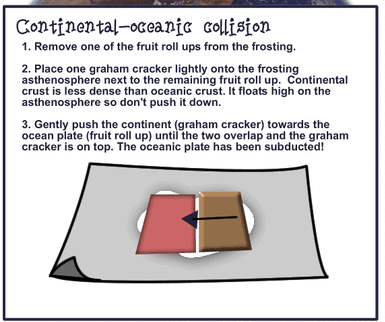 Continental-oceanic collision
1. Remove one of the fruit roll ups from the frosting.
2. Place one graham cracker lightly onto the frosting
asthenosphere next to the remaining fruit roll up. Continental
crust is less dense than oceanic crust. It floats high on the
asthenosphere so don't push it down.
3. Gently push the continent (graham cracker) towards the
ocean plate (fruit roll up) until the two overlap and the graham
cracker is on top. The oceanic plate has been subducted!